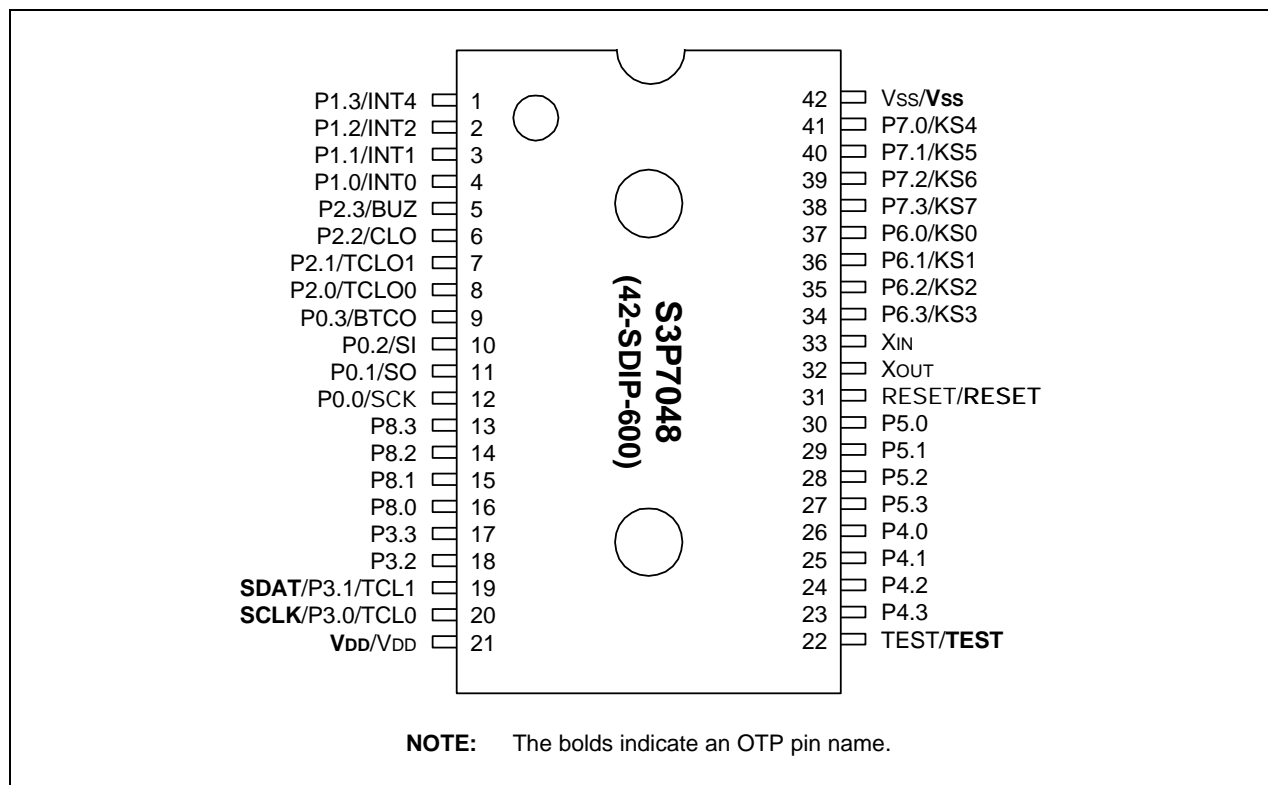 P1.3/INT4 1
P1.2/INT2 2
P1.1/INT1 3
P1.0/INT0 4
P2.3/BUZ 5
P2.2/CLO 6
P2.1/TCLO1 7
P2.0/TCLO0 8
P0.3/BTCO 9
P0.2/SI 10
P0.1/SO 11
P0.0/SCK 12
P8.3 13
P8.2 14
P8.1 15
P8.0 16
P3.3 17
P3.2 18
SDAT/P3.1/TCL1 19
SCLK/P3.0/TCL0 20
VDD/VDD 21
S3P7048
(42-SDIP-600)
42 VSS/VSS
41 P7.0/KS4
40 P7.1/KS5
39 P7.2/KS6
38 P7.3/KS7
37 P6.0/KS0
36 P6.1/KS1
35 P6.2/KS2
34 P6.3/KS3
33 XIN
32 XOUT
31 RESET/RESET
30 P5.0
29 P5.1
28 P5.2
27 P5.3
26 P4.0
25 P4.1
24 P4.2
23 P4.3
22 TEST/TEST
NOTE: The bolds indicate an OTP pin name.